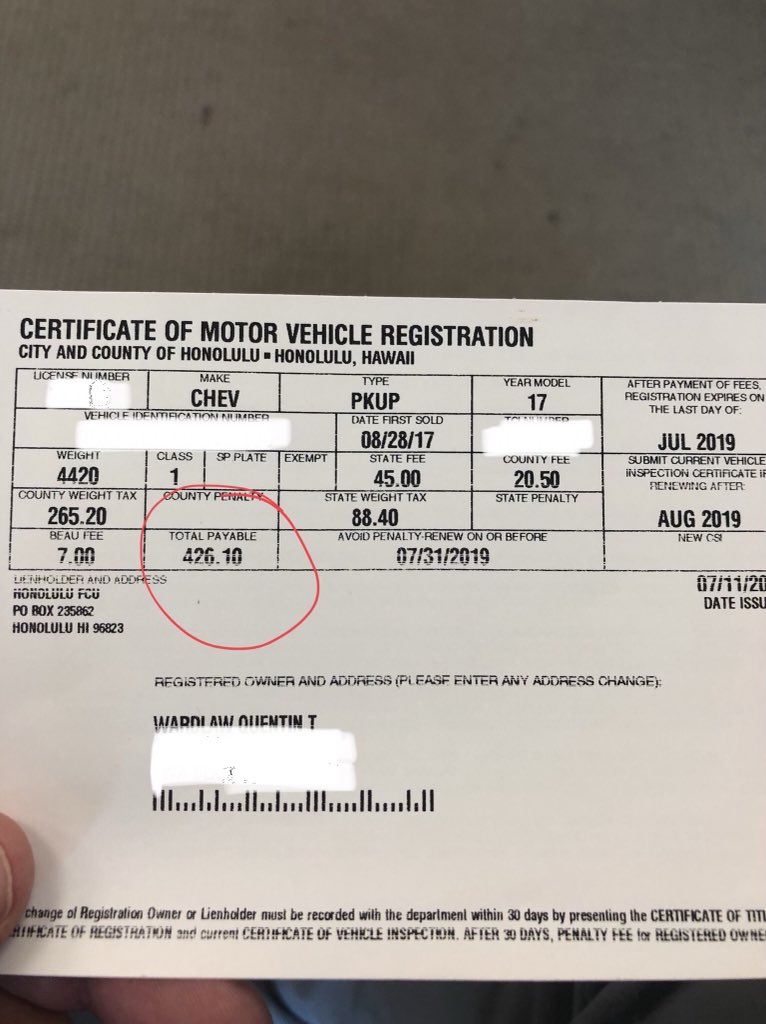 CERTIFICATE OF MOTOR VEHICLE REGISTRATION
CITY AND COUNTY OF HONOLULU ▪ HONOLULU, HAWAII
LICENSE NUMBER MAKE TYPE YEAR MODEL AFTER PAYMENT OF FEES,
CHEV PKUP 17 REGISTRATION EXPIRES ON
THE LAST DAY OF:
VEHICLE IDENTIFICATION NUMBER DATE FIRST SOLD
08/28/17 JUL 2019
WEIGHT CLASS SP PLATE EXEMPT STATE FEE COUNTY FEE SUBMIT CURRENT VEHICLE
4420 1 45.00 20.50 INSPECTION CERTIFICATE IF
RENEWING AFTER:
COUNTY WEIGHT TAX COUNTY PENALTY STATE WEIGHT TAX STATE PENALTY
265.20 88.40 AUG 2019
BEAU FEE TOTAL PAYABLE AVOID PENALTY-RENEW ON OR BEFORE NEW CSI
7.00 426.10 07/31/2019
LIENHOLDER AND ADDRESS 07/11/20
HONOLULU FCU DATE ISSU
PO BOX 235862
HONOLULU HI 96823
REGISTERED OWNER AND ADDRESS (PLEASE ENTER ANY ADDRESS CHANGE):
WARDLAW QUENTIN T
change of Registration Owner or Lienholder must be recorded with the department within 30 days by presenting the CERTIFICATE OF TITL
RTIFICATE OF REGISTRATION and current CERTIFICATE OF VEHICLE INSPECTION. AFTER 30 DAYS, PENALTY FEE for REGISTERED OWNE